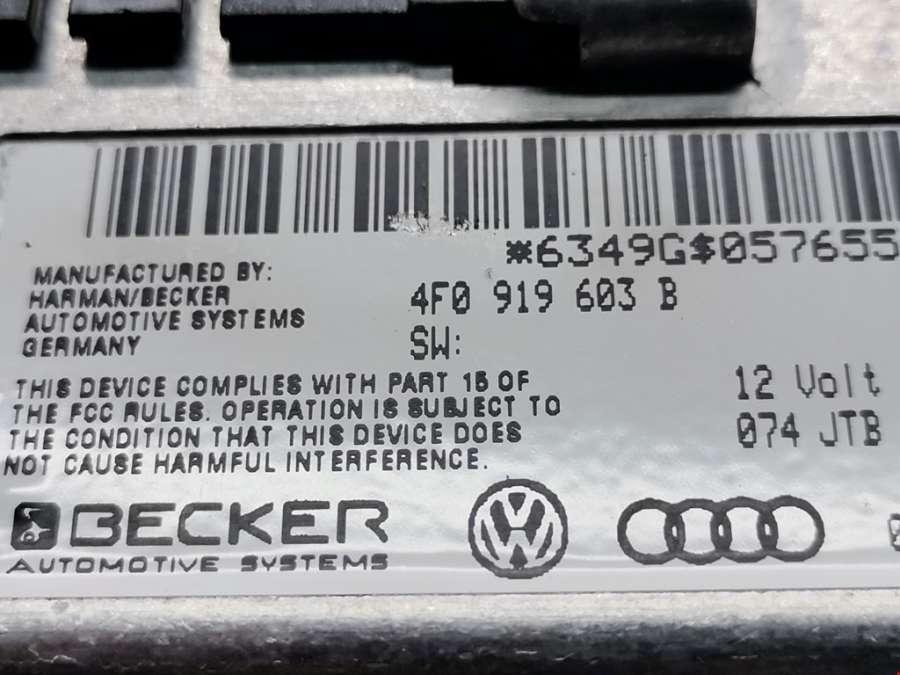 *6349G$057655
MANUFACTURED BY:
HARMAN/BECKER
AUTOMOTIVE SYSTEMS
GERMANY
4F0 919 603 B
SW:
THIS DEVICE COMPLIES WITH PART 15 OF
THE FCC RULES. OPERATION IS SUBJECT TO
THE CONDITION THAT THIS DEVICE DOES
NOT CAUSE HARMFUL INTERFERENCE.
12 Volt
074 JTB
BECKER
AUTOMOTIVE SYSTEMS
VW